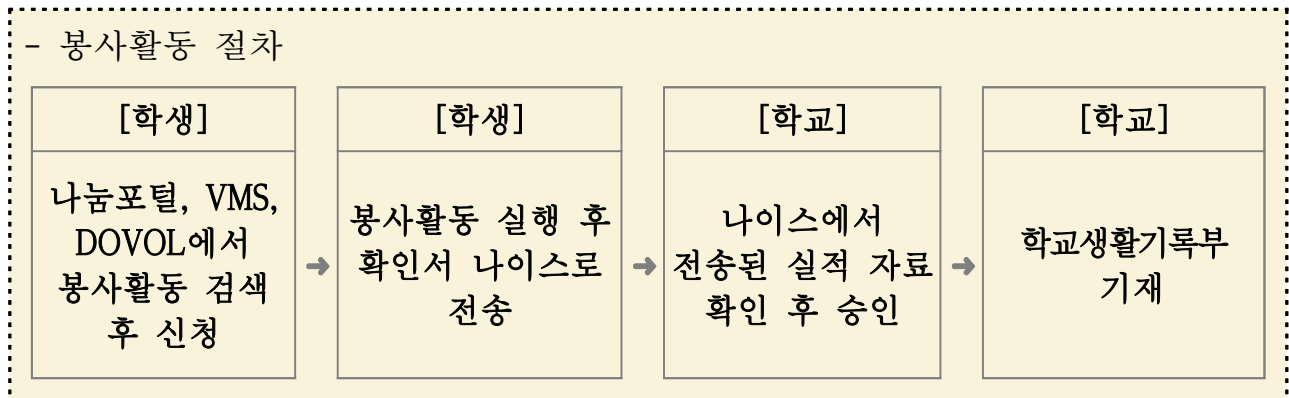 - 봉사활동 절차
[학생]
나눔포털, VMS,
DOVOL에서
봉사활동 검색
후 신청
➜
[학생]
봉사활동 실행 후
확인서 나이스로
전송
➜
[학교]
나이스에서
전송된 실적 자료
확인 후 승인
➜
[학교]
학교생활기록부
기재